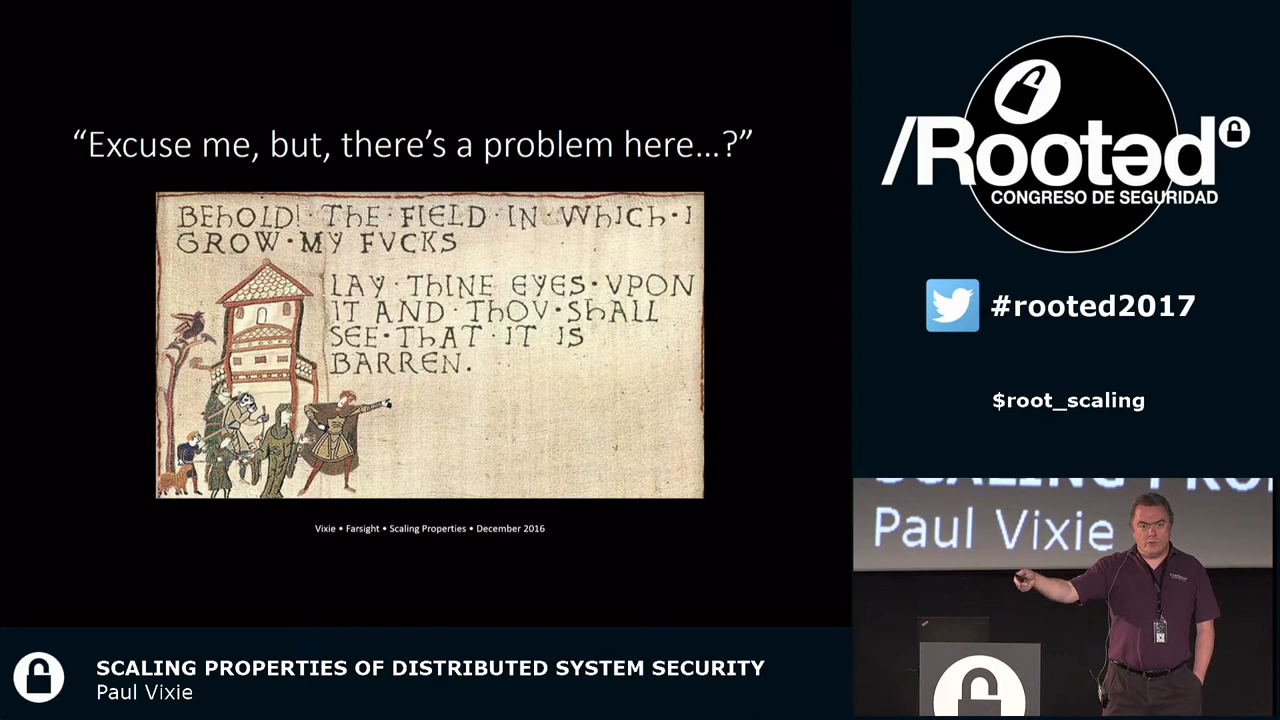 “Excuse me, but, there’s a problem here...?”
BEhOLD! · ThE · FIELD · IN · WhICh · I
GROW · MY FVCKS
LAY · ThINE EYES · VPON
IT AND · ThOV · ShALL
SEE · ThAT · IT IS
BARREN.
Vixie • Farsight • Scaling Properties • December 2016
/Rooted
CONGRESO DE SEGURIDAD
#rooted2017
$root_scaling
Paul Vixie
SCALING PROPERTIES OF DISTRIBUTED SYSTEM SECURITY
Paul Vixie